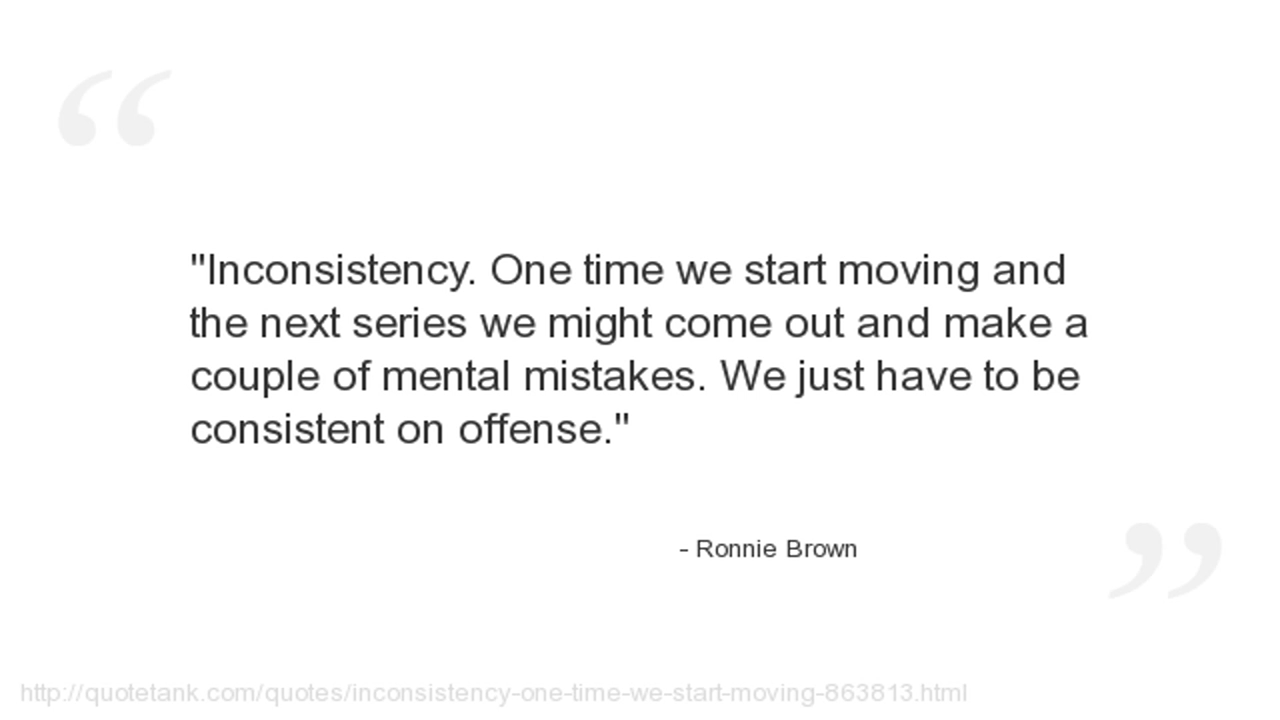 "Inconsistency. One time we start moving and
the next series we might come out and make a
couple of mental mistakes. We just have to be
consistent on offense."
- Ronnie Brown
http://quotetank.com/quotes/inconsistency-one-time-we-start-moving-863813.html